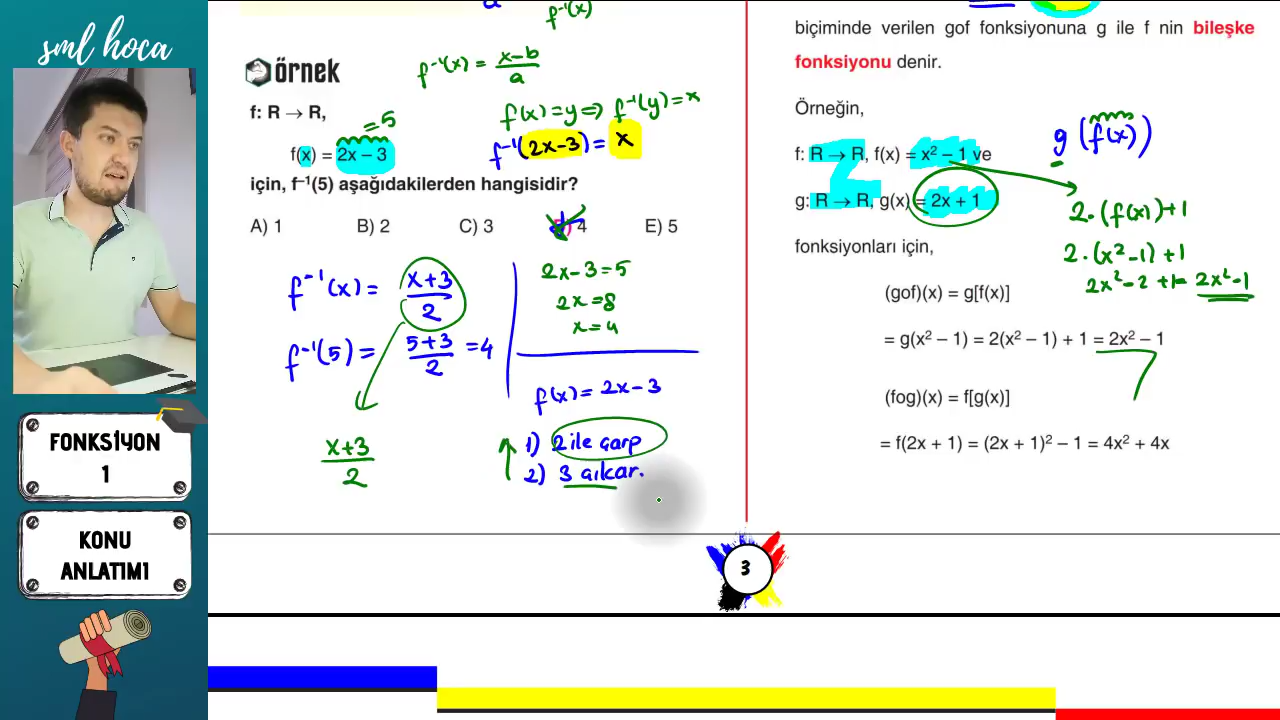 sml hoca
FONKSİYON
1
KONU
ANLATIMI
a
f⁻¹(x)
örnek
f⁻¹(x) = x-b / a
f: R → R,
= 5
f(x) = y ⇒ f⁻¹(y) = x
f(x) = 2x – 3
f⁻¹(2x-3) = x
için, f⁻¹(5) aşağıdakilerden hangisidir?
A) 1 B) 2 C) 3 D) 4 E) 5
f⁻¹(x) = x+3 / 2
f⁻¹(5) = 5+3 / 2 = 4
x+3 / 2
2x-3 = 5
2x = 8
x = 4
f(x) = 2x-3
1) 2 ile çarp
2) 3 çıkar.
biçiminde verilen gof fonksiyonuna g ile f nin bileşke
fonksiyonu denir.
Örneğin,
g (f(x))
f: R → R, f(x) = x² – 1 ve
g: R → R, g(x) = 2x + 1
2.(f(x)) + 1
fonksiyonları için,
2.(x²-1) + 1
2x²-2 + 1 = 2x²-1
(gof)(x) = g[f(x)]
= g(x² – 1) = 2(x² – 1) + 1 = 2x² – 1
(fog)(x) = f[g(x)]
= f(2x + 1) = (2x + 1)² – 1 = 4x² + 4x
3